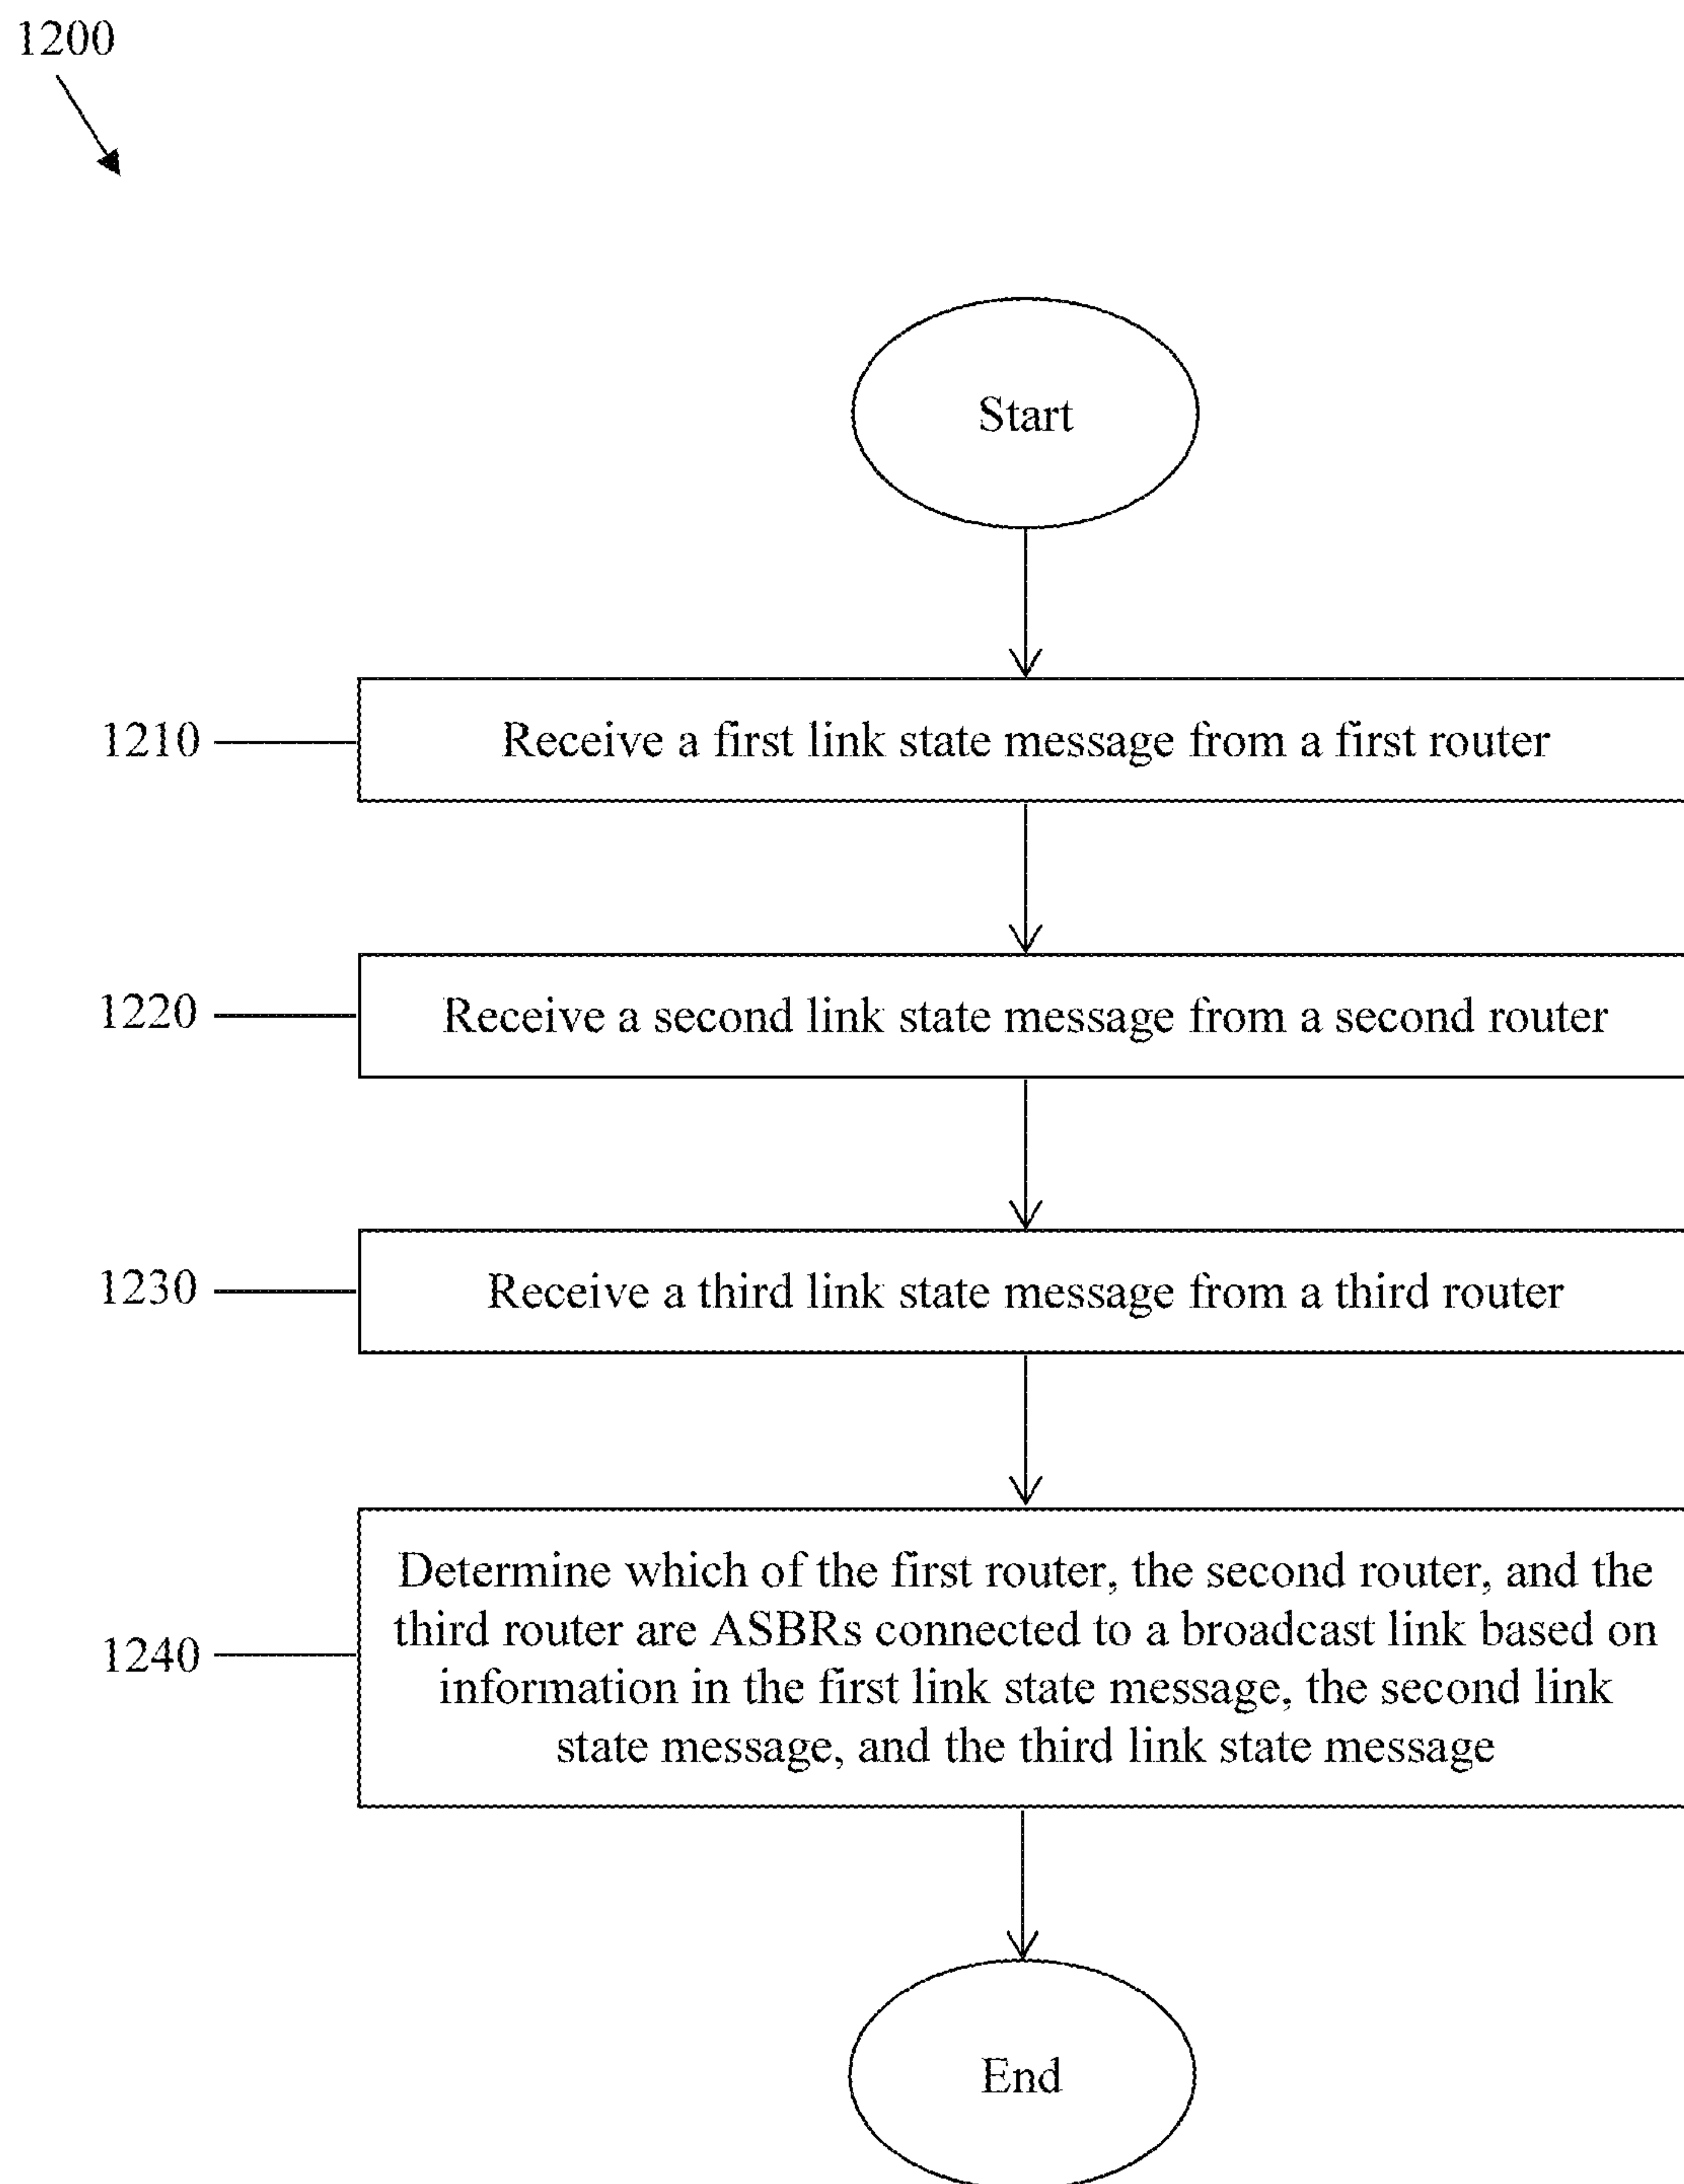 1200
Start
1210
Receive a first link state message from a first router
1220
Receive a second link state message from a second router
1230
Receive a third link state message from a third router
1240
Determine which of the first router, the second router, and the
third router are ASBRs connected to a broadcast link based on
information in the first link state message, the second link
state message, and the third link state message
End